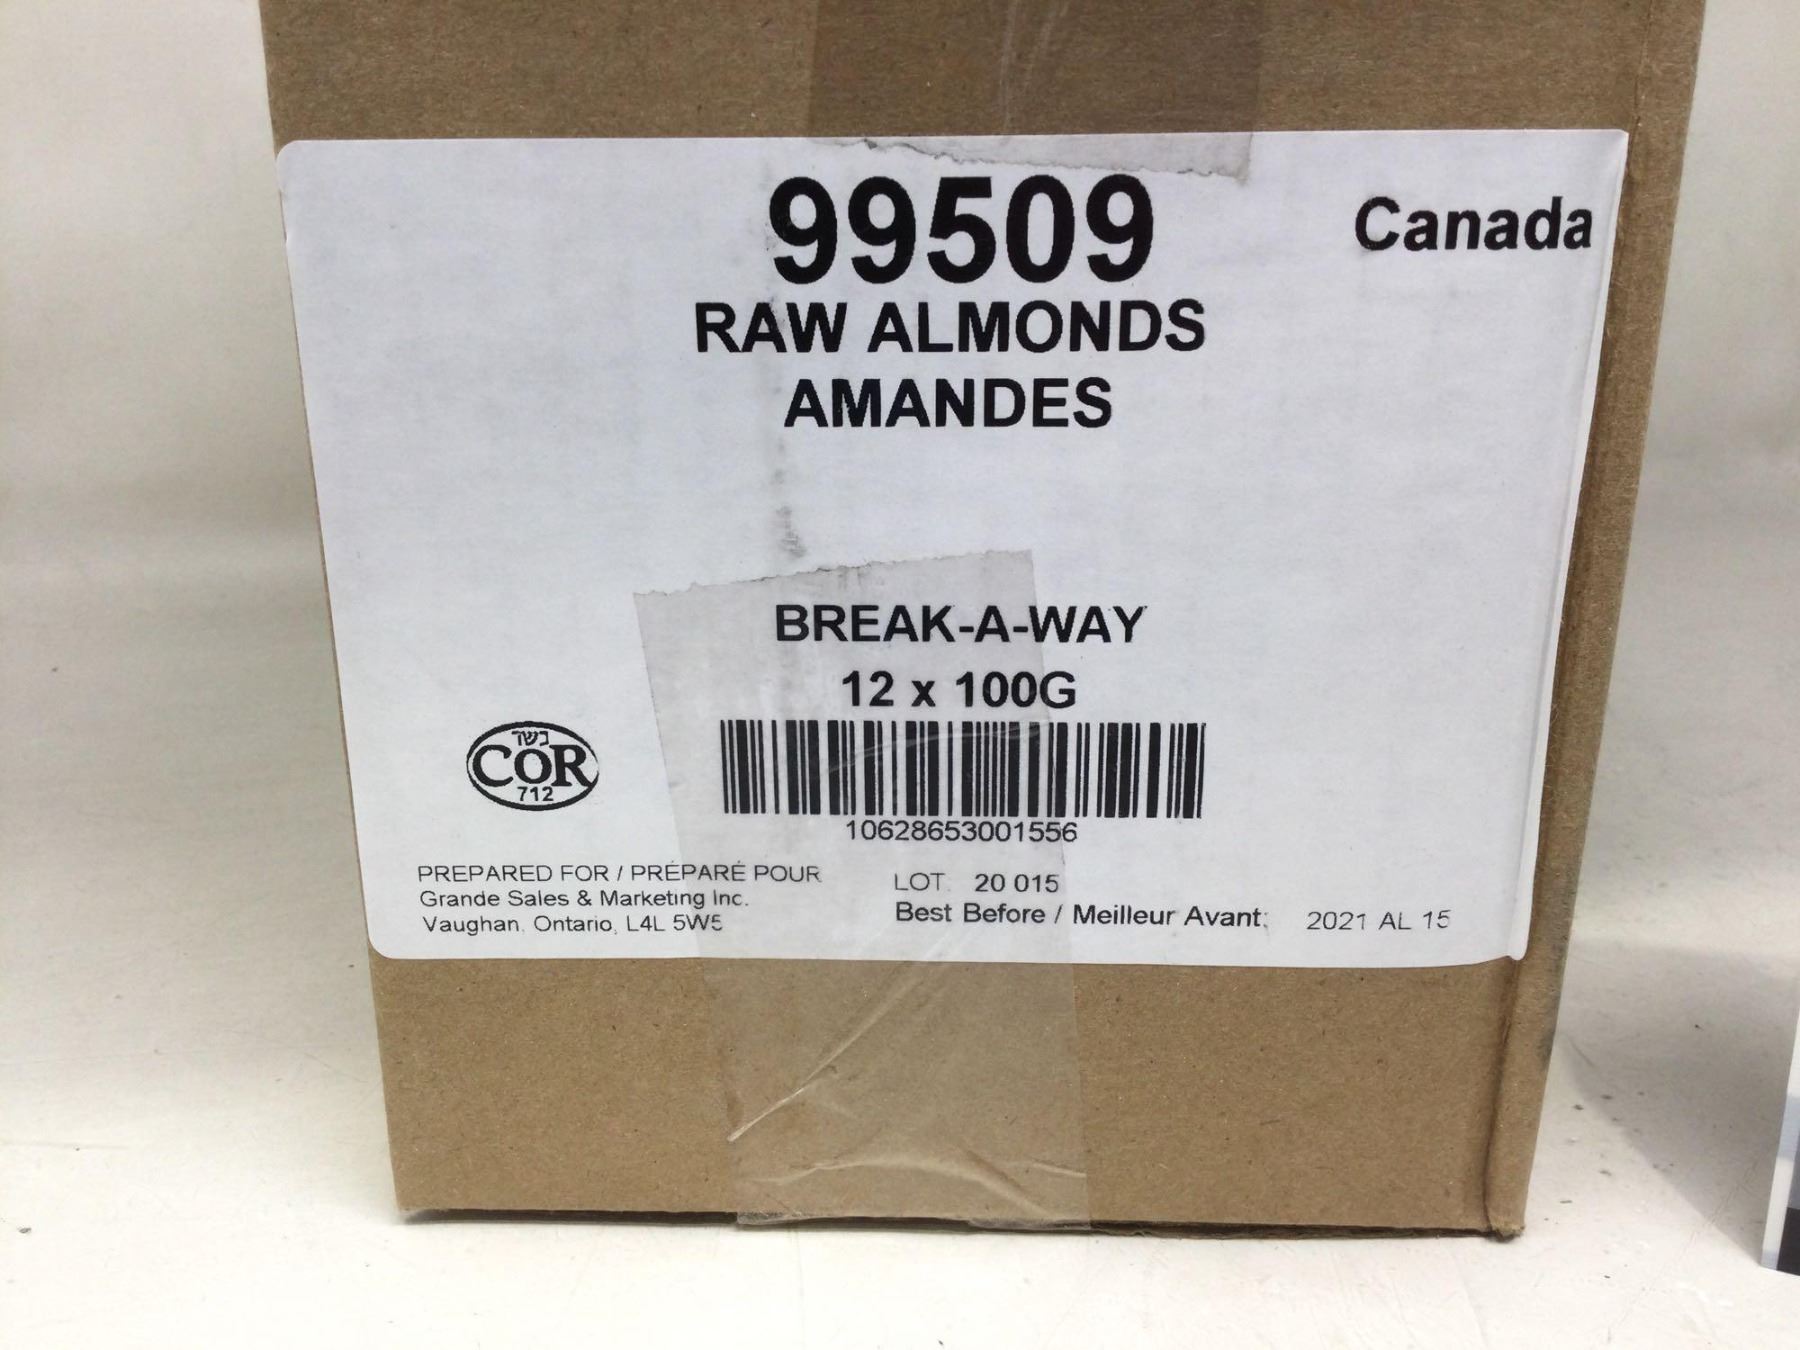 99509
Canada
RAW ALMONDS
AMANDES
BREAK-A-WAY
12 x 100G
כשר
COR
712
10628653001556
PREPARED FOR / PRÉPARÉ POUR
Grande Sales & Marketing Inc.
Vaughan, Ontario, L4L 5W5
LOT. 20 015
Best Before / Meilleur Avant: 2021 AL 15